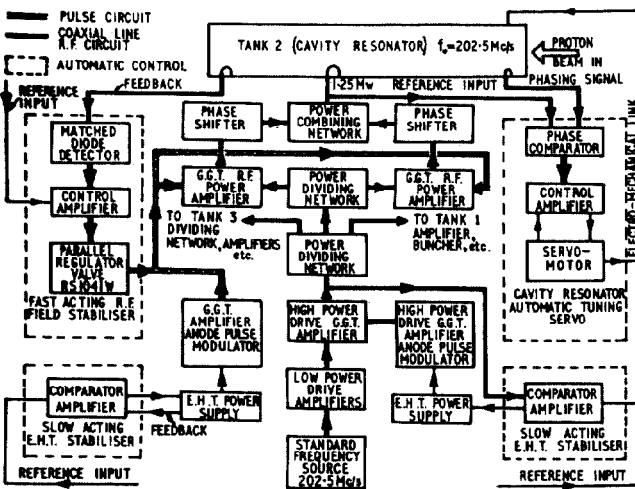 PULSE CIRCUIT
COAXIAL LINE
R.F. CIRCUIT
AUTOMATIC CONTROL
TANK 2 (CAVITY RESONATOR) f₀=202·5Mc/s
PROTON
BEAM IN
PHASING SIGNAL
REFERENCE
INPUT
FEEDBACK
1·25Mw
REFERENCE INPUT
PHASE
SHIFTER
POWER
COMBINING
NETWORK
PHASE
SHIFTER
MATCHED
DIODE
DETECTOR
PHASE
COMPARATOR
G.G.T. R.F.
POWER
AMPLIFIER
POWER
DIVIDING
NETWORK
G.G.T. R.F.
POWER
AMPLIFIER
CONTROL
AMPLIFIER
CONTROL
AMPLIFIER
TO TANK 3
DIVIDING
NETWORK, AMPLIFIERS
etc.
TO TANK 1
AMPLIFIER,
BUNCHER, etc.
PARALLEL
REGULATOR
VALVE
RS1041W
POWER
DIVIDING
NETWORK
SERVO-
MOTOR
ELECTRO-MECHANICAL LINK
FAST ACTING R.F.
FIELD STABILISER
CAVITY RESONATOR
AUTOMATIC TUNING
SERVO
G.G.T.
AMPLIFIER
ANODE PULSE
MODULATOR
HIGH POWER
DRIVE G.G.T.
AMPLIFIER
HIGH POWER
DRIVE G.G.T.
AMPLIFIER
ANODE PULSE
MODULATOR
COMPARATOR
AMPLIFIER
E.H.T. POWER
SUPPLY
LOW POWER
DRIVE
AMPLIFIERS
E.H.T. POWER
SUPPLY
COMPARATOR
AMPLIFIER
SLOW ACTING
E.H.T. STABILISER
FEEDBACK
SLOW ACTING
E.H.T. STABILISER
STANDARD
FREQUENCY
SOURCE
202·5Mc/s
REFERENCE INPUT
REFERENCE INPUT